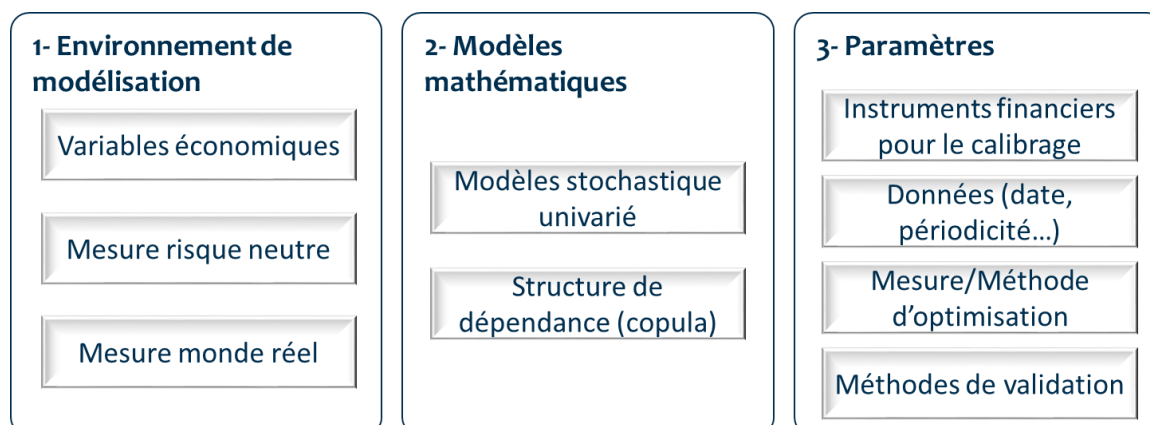 1- Environnement de
modélisation
Variables économiques
Mesure risque neutre
Mesure monde réel
2- Modèles
mathématiques
Modèles stochastique
univarié
Structure de
dépendance (copula)
3- Paramètres
Instruments financiers
pour le calibrage
Données (date,
périodicité...)
Mesure/Méthode
d’optimisation
Méthodes de validation